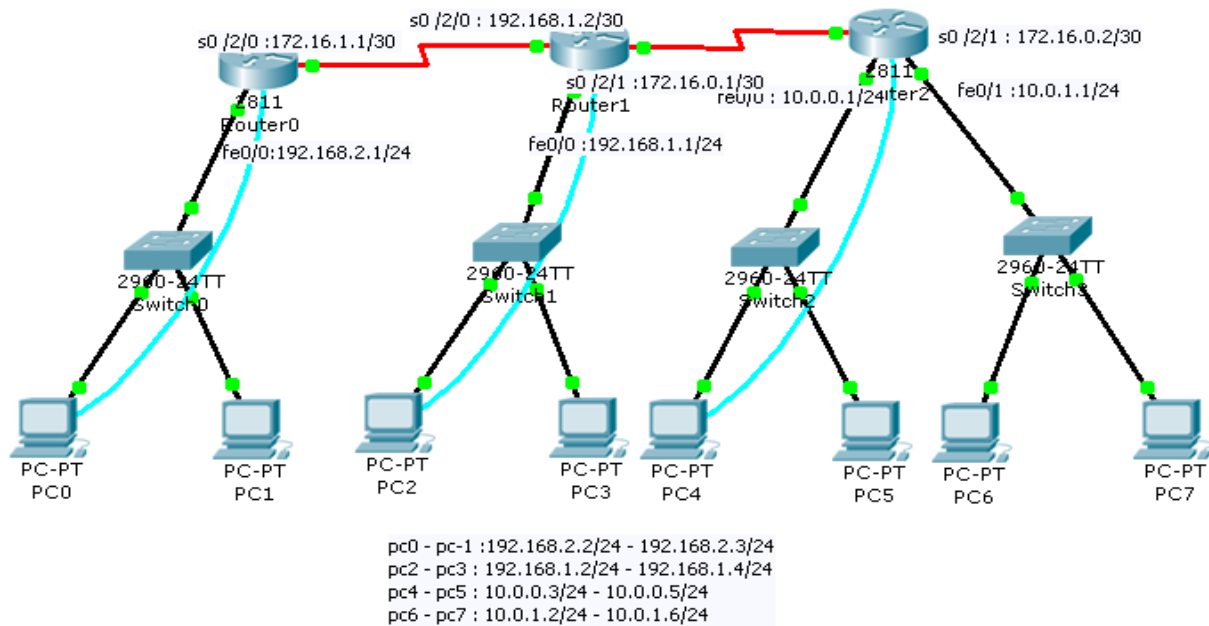 s0 /2/0 : 192.168.1.2/30
s0 /2/0 :172.16.1.1/30
s0 /2/1 : 172.16.0.2/30
s0 /2/1 :172.16.0.1/30
: 10.0.0.1/24
fe0/1 :10.0.1.1/24
2811
Router0
Router1
2811
fe0/0:192.168.2.1/24
fe0/0 :192.168.1.1/24
2960-24TT
Switch0
2960-24TT
Switch1
2960-24TT
Switch2
2960-24TT
Switch3
PC-PT
PC0
PC-PT
PC1
PC-PT
PC2
PC-PT
PC3
PC-PT
PC4
PC-PT
PC5
PC-PT
PC6
PC-PT
PC7
pc0 - pc-1 :192.168.2.2/24 - 192.168.2.3/24
pc2 - pc3 : 192.168.1.2/24 - 192.168.1.4/24
pc4 - pc5 : 10.0.0.3/24 - 10.0.0.5/24
pc6 - pc7 : 10.0.1.2/24 - 10.0.1.6/24